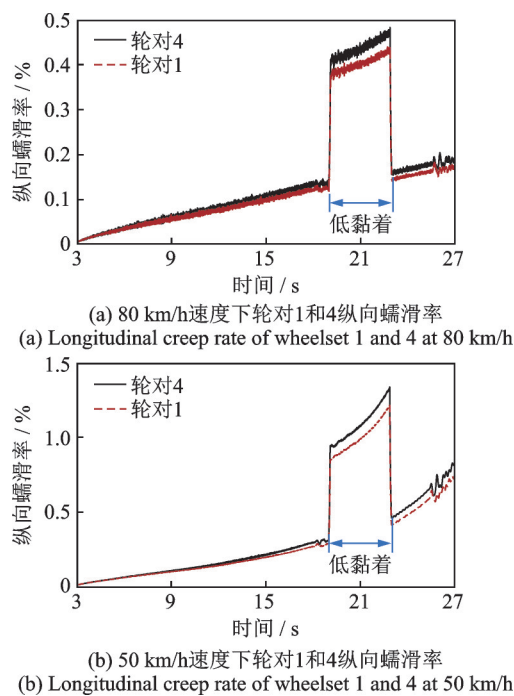 0.5
0.4
0.3
0.2
0.1
0
纵向蠕滑率 / %
轮对4
轮对1
低黏着
3
9
15
21
27
时间 / s
(a) 80 km/h速度下轮对1和4纵向蠕滑率
(a) Longitudinal creep rate of wheelset 1 and 4 at 80 km/h
1.5
1.0
0.5
0
纵向蠕滑率 / %
轮对4
轮对1
低黏着
3
9
15
21
27
时间 / s
(b) 50 km/h速度下轮对1和4纵向蠕滑率
(b) Longitudinal creep rate of wheelset 1 and 4 at 50 km/h